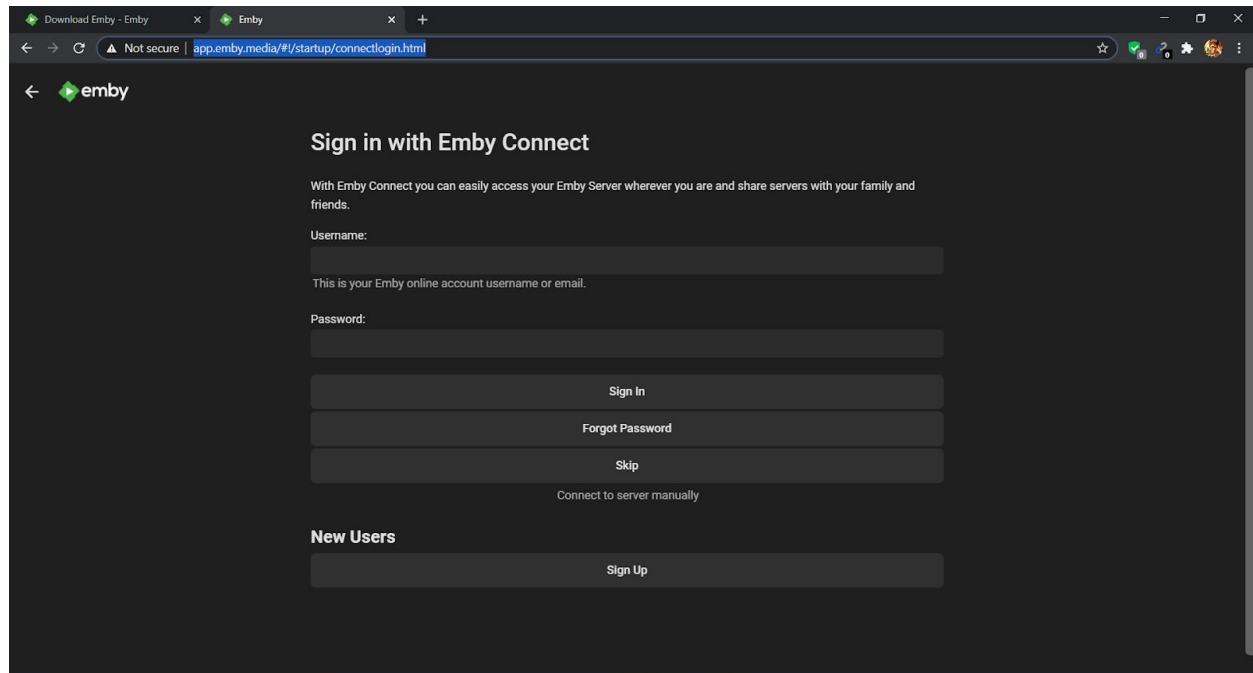 Download Emby - Emby
Emby
Not secure | app.emby.media/#!/startup/connectlogin.html
0
0
emby
Sign in with Emby Connect
With Emby Connect you can easily access your Emby Server wherever you are and share servers with your family and
friends.
Username:
This is your Emby online account username or email.
Password:
Sign In
Forgot Password
Skip
Connect to server manually
New Users
Sign Up